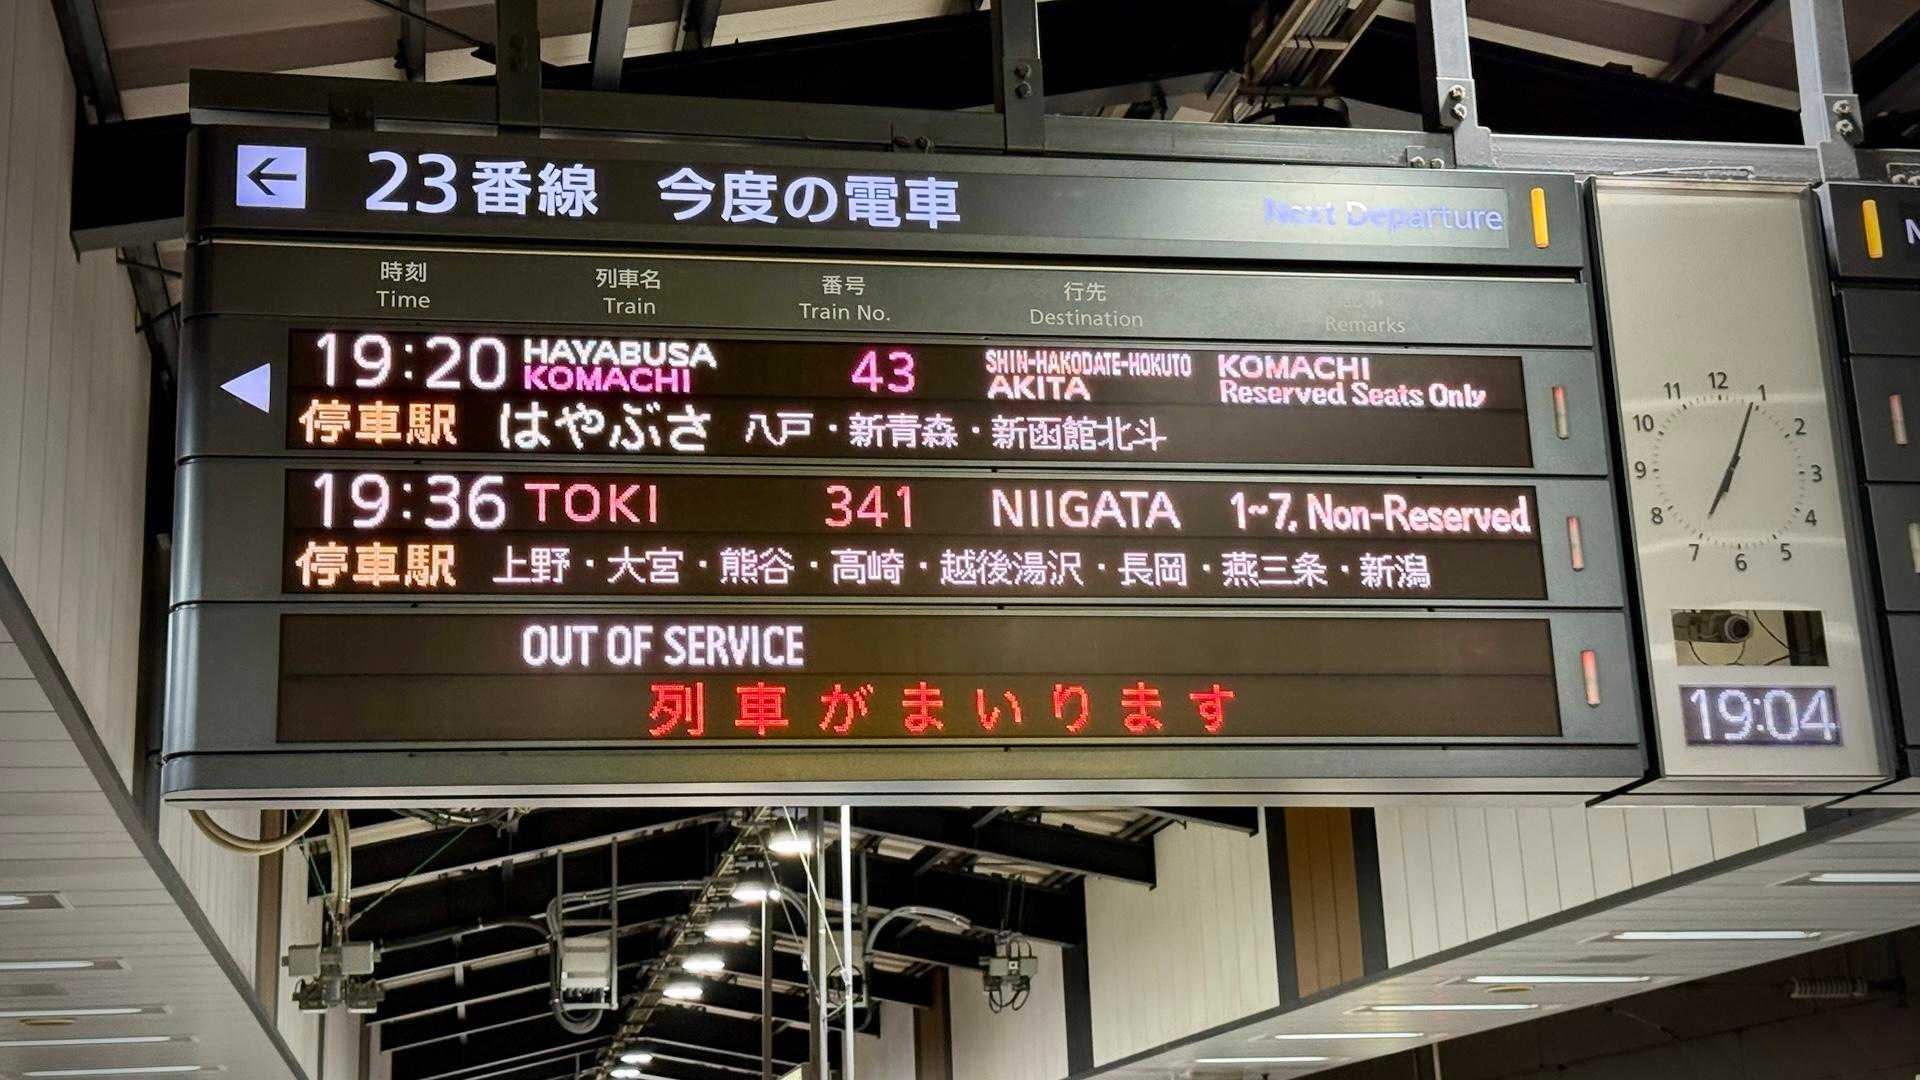 ← 23番線 今度の電車 Next Departure
時刻 列車名 番号 行先
Time Train Train No. Destination Remarks
19:20 HAYABUSA 43 SHIN-HAKODATE-HOKUTO KOMACHI
KOMACHI AKITA Reserved Seats Only
停車駅 はやぶさ 八戸・新青森・新函館北斗
19:36 TOKI 341 NIIGATA 1~7, Non-Reserved
停車駅 上野・大宮・熊谷・高崎・越後湯沢・長岡・燕三条・新潟
OUT OF SERVICE
列車がまいります
12 1 2 3 4 5 6 7 8 9 10 11
19:04
N